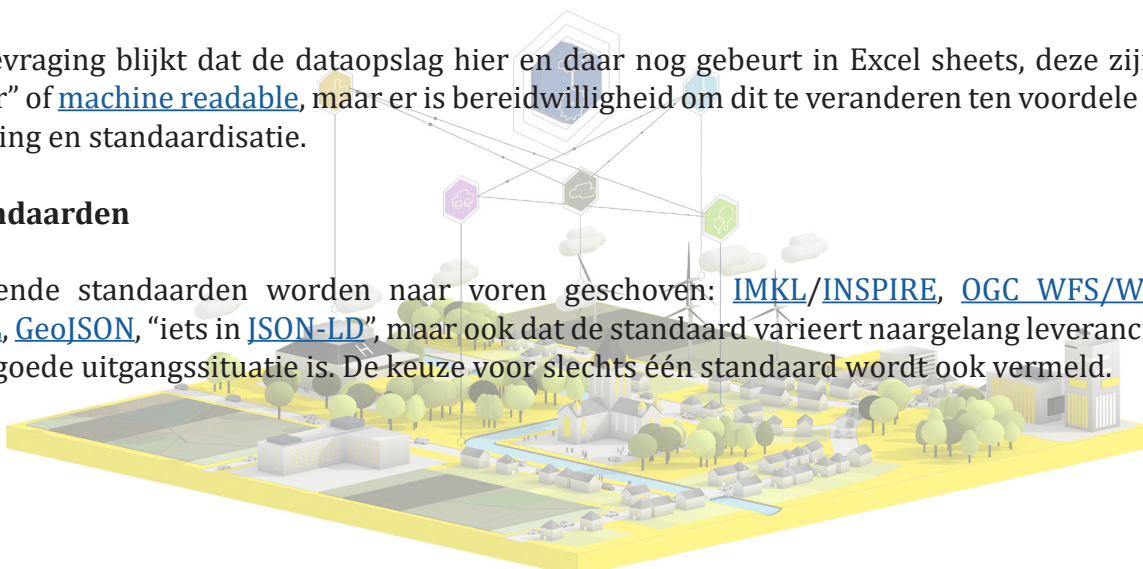 evraging blijkt dat de dataopslag hier en daar nog gebeurt in Excel sheets, deze zijn
r” of machine readable, maar er is bereidwilligheid om dit te veranderen ten voordele
ing en standaardisatie.
ndaarden
ende standaarden worden naar voren geschoven: IMKL/INSPIRE, OGC WFS/W
, GeoJSON, “iets in JSON-LD”, maar ook dat de standaard varieert naargelang leveranc
goede uitgangssituatie is. De keuze voor slechts één standaard wordt ook vermeld.
H